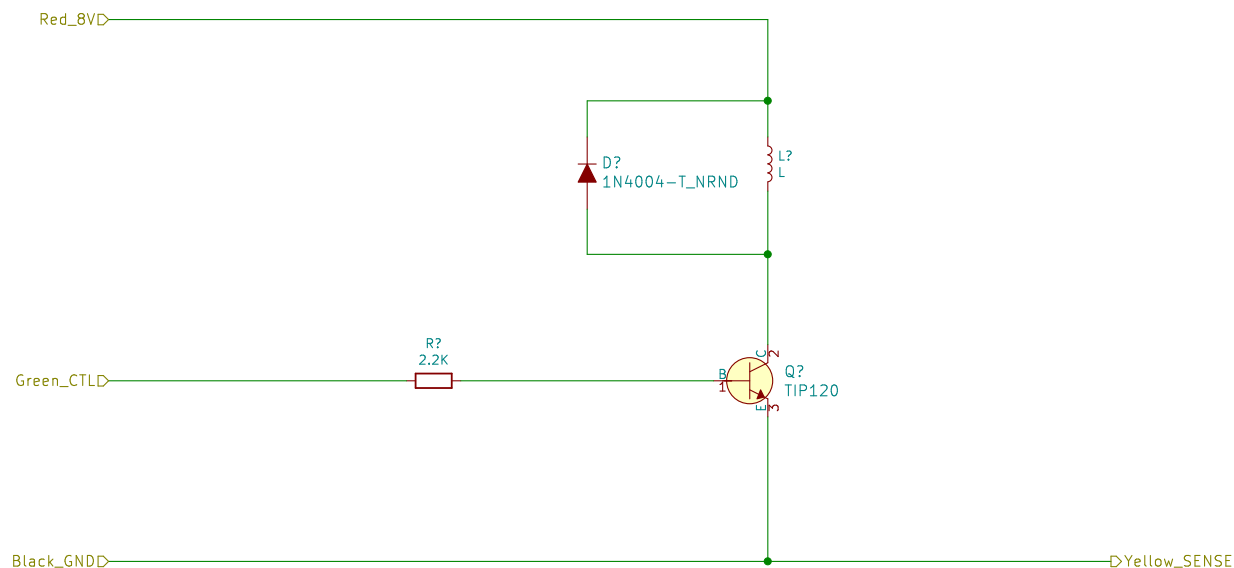 Red_8V
D?
1N4004-T_NRND
L?
L
R?
2.2K
Green_CTL
B
1
C
2
Q?
TIP120
E
3
Black_GND
Yellow_SENSE